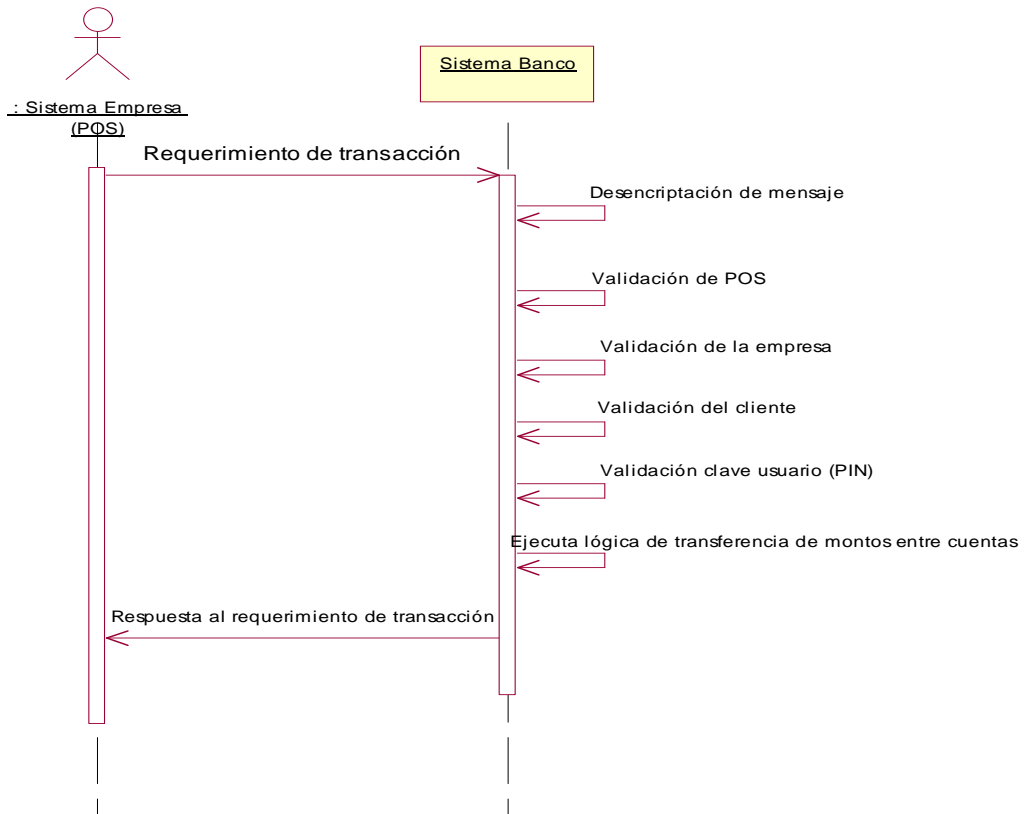 Sistema Banco
: Sistema Empresa
(POS)
Requerimiento de transacción
Desencriptación de mensaje
Validación de POS
Validación de la empresa
Validación del cliente
Validación clave usuario (PIN)
Ejecuta lógica de transferencia de montos entre cuentas
Respuesta al requerimiento de transacción